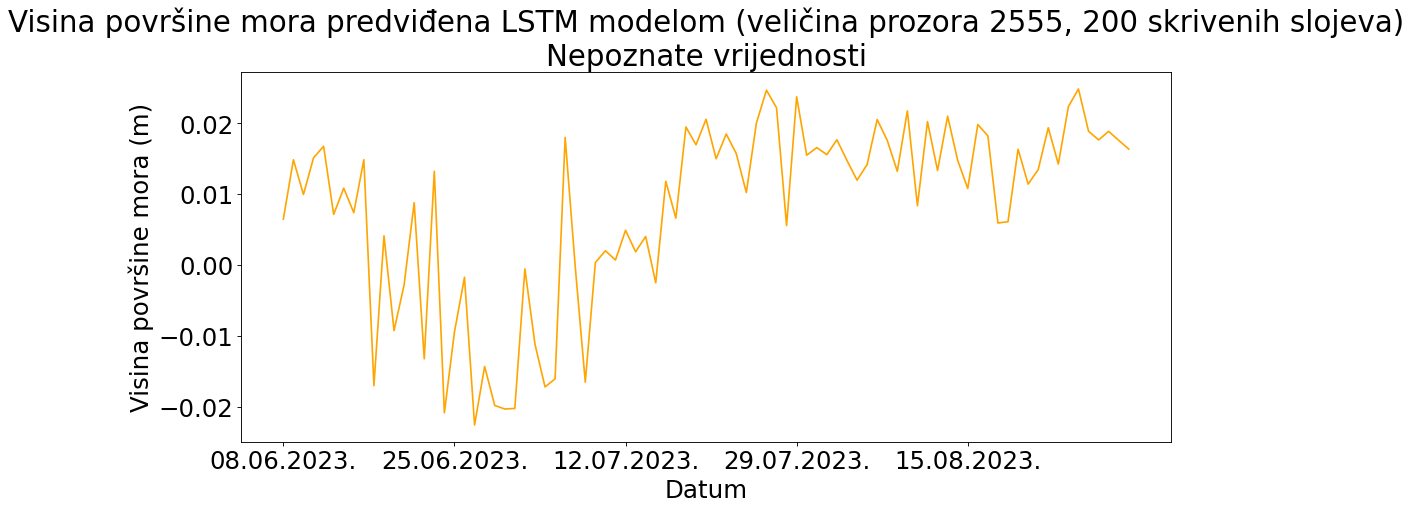 Visina površine mora predviđena LSTM modelom (veličina prozora 2555, 200 skrivenih slojeva)
Nepoznate vrijednosti
Visina površine mora (m)
0.02
0.01
0.00
−0.01
−0.02
08.06.2023. 25.06.2023. 12.07.2023. 29.07.2023. 15.08.2023.
Datum